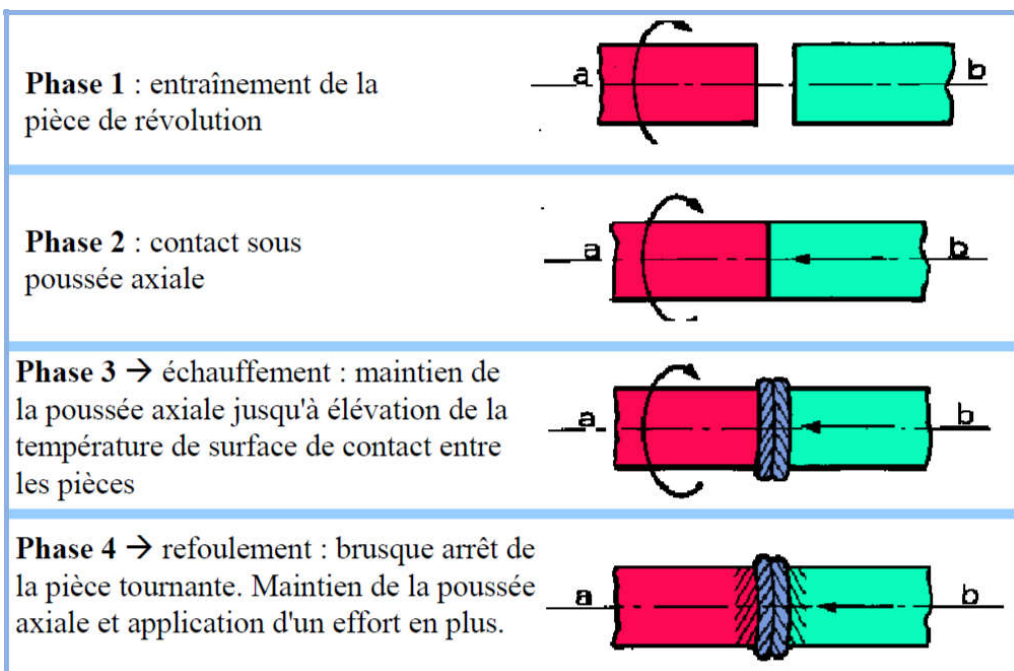 Phase 1 : entraînement de la
pièce de révolution
a
b
Phase 2 : contact sous
poussée axiale
a
b
Phase 3 → échauffement : maintien de
la poussée axiale jusqu'à élévation de la
température de surface de contact entre
les pièces
a
b
Phase 4 → refoulement : brusque arrêt de
la pièce tournante. Maintien de la poussée
axiale et application d'un effort en plus.
a
b